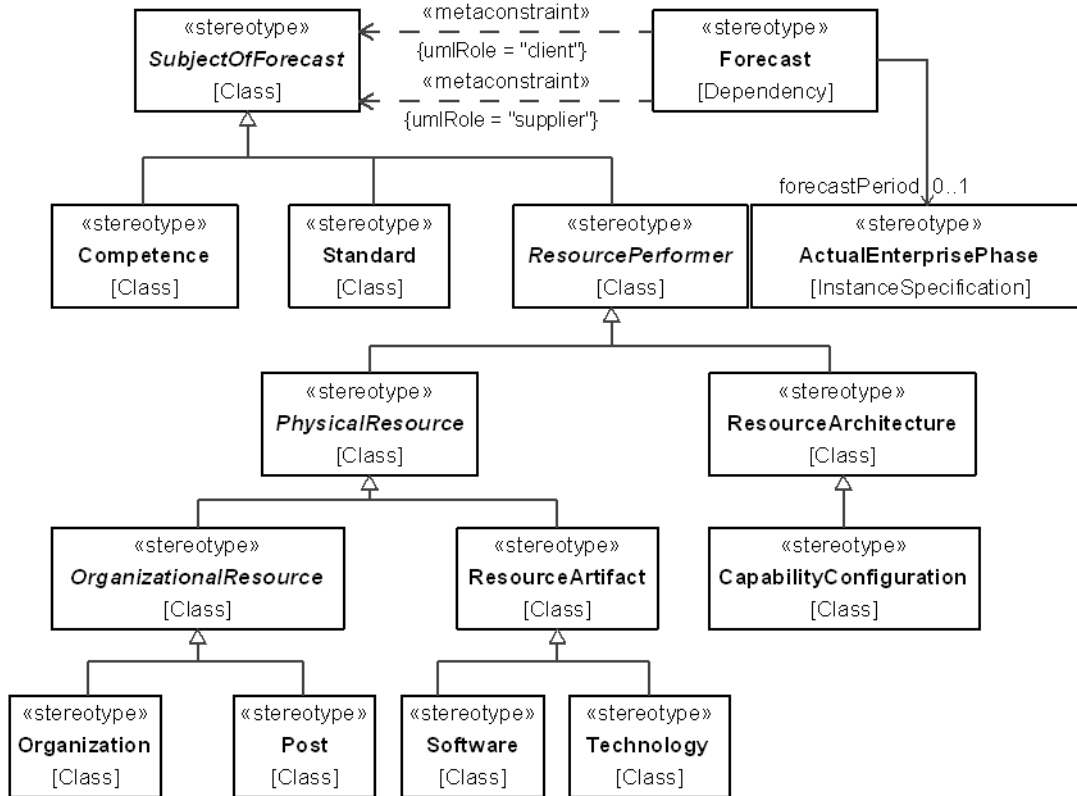 «stereotype»
SubjectOfForecast
[Class]
«metaconstraint»
{umlRole = "client"}
«metaconstraint»
{umlRole = "supplier"}
«stereotype»
Forecast
[Dependency]
forecastPeriod 0..1
«stereotype»
Competence
[Class]
«stereotype»
Standard
[Class]
«stereotype»
ResourcePerformer
[Class]
«stereotype»
ActualEnterprisePhase
[InstanceSpecification]
«stereotype»
PhysicalResource
[Class]
«stereotype»
ResourceArchitecture
[Class]
«stereotype»
OrganizationalResource
[Class]
«stereotype»
ResourceArtifact
[Class]
«stereotype»
CapabilityConfiguration
[Class]
«stereotype»
Organization
[Class]
«stereotype»
Post
[Class]
«stereotype»
Software
[Class]
«stereotype»
Technology
[Class]